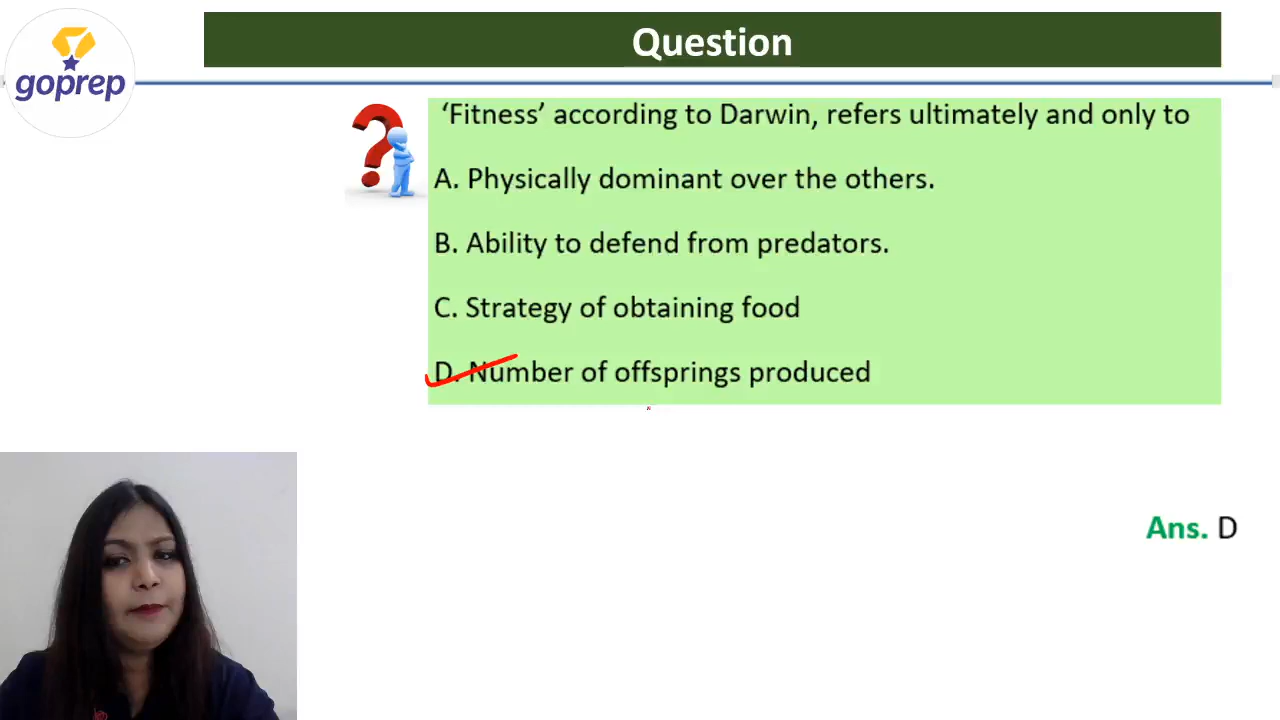 Question
goprep
‘Fitness’ according to Darwin, refers ultimately and only to
A. Physically dominant over the others.
B. Ability to defend from predators.
C. Strategy of obtaining food
D. Number of offsprings produced
Ans. D